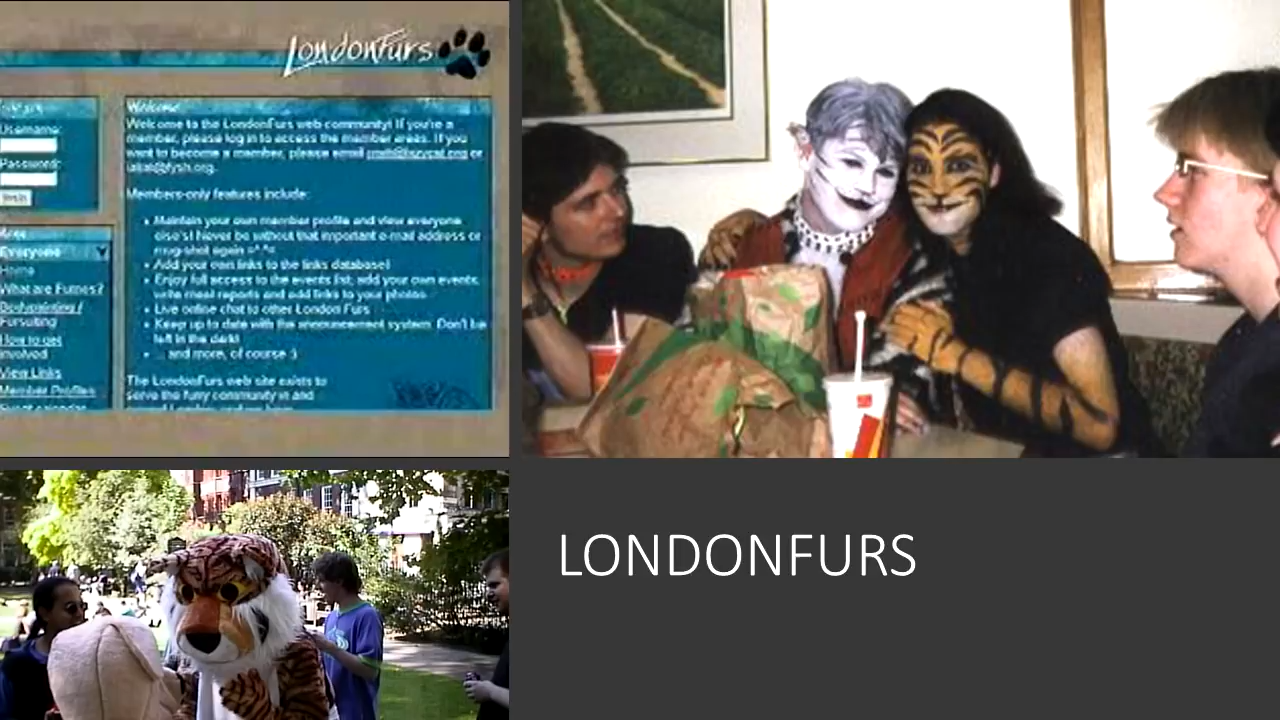 LondonFurs
Username:
Password:
Welcome
Welcome to the LondonFurs web community! If you're a
member, please log in to access the member areas. If you
want to become a member, please email or
Members-only features include:
Maintain your own member profile and view everyone
else's! Never be without that important e-mail address or
mug-shot again =^.^=
Add your own links to the links database!
Enjoy full access to the events list; add your own events,
write meal reports and add links to your photos
Live online chat to other London Furs
Keep up to date with the announcement system. Don't be
left in the dark!
... and more, of course :)
The LondonFurs web site exists to
serve the furry community in and
Everyone
Home
What are Furries?
Bodypainting /
Fursuiting
How to get
involved
View Links
Member Profiles
Event calendar
LONDONFURS